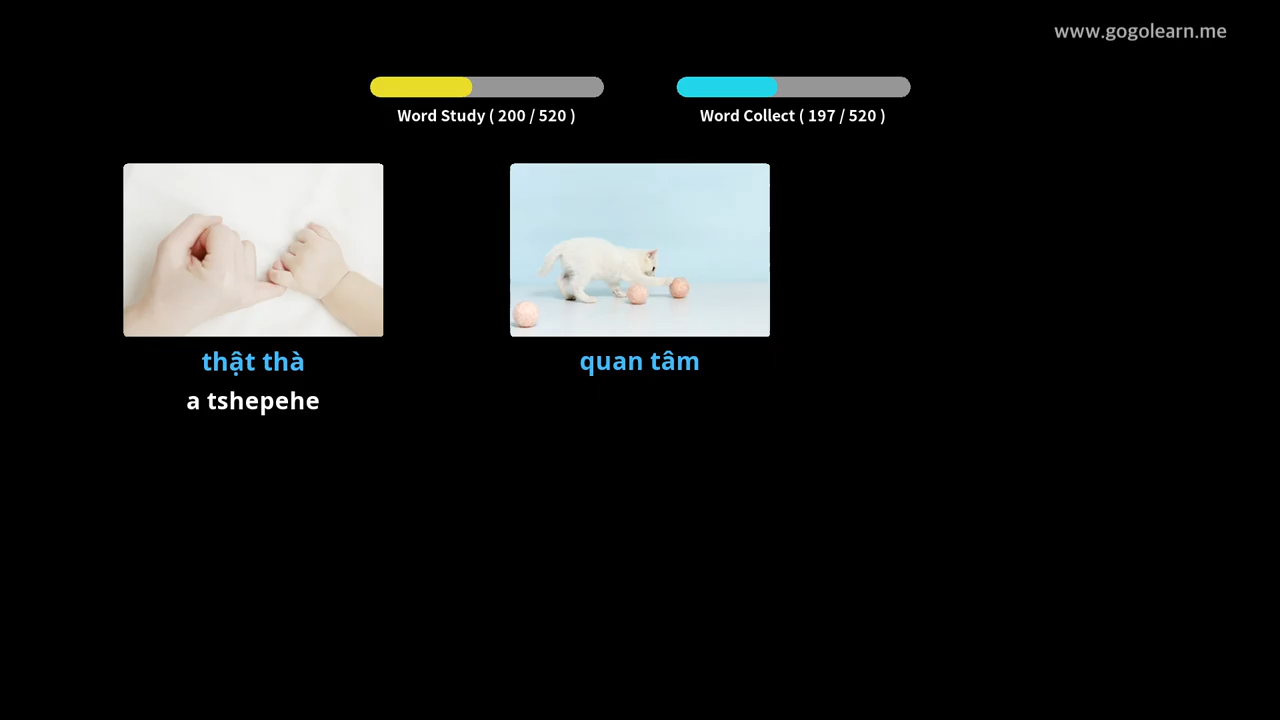 www.gogolearn.me
Word Study ( 200 / 520 )
Word Collect ( 197 / 520 )
thật thà
a tshepehe
quan tâm